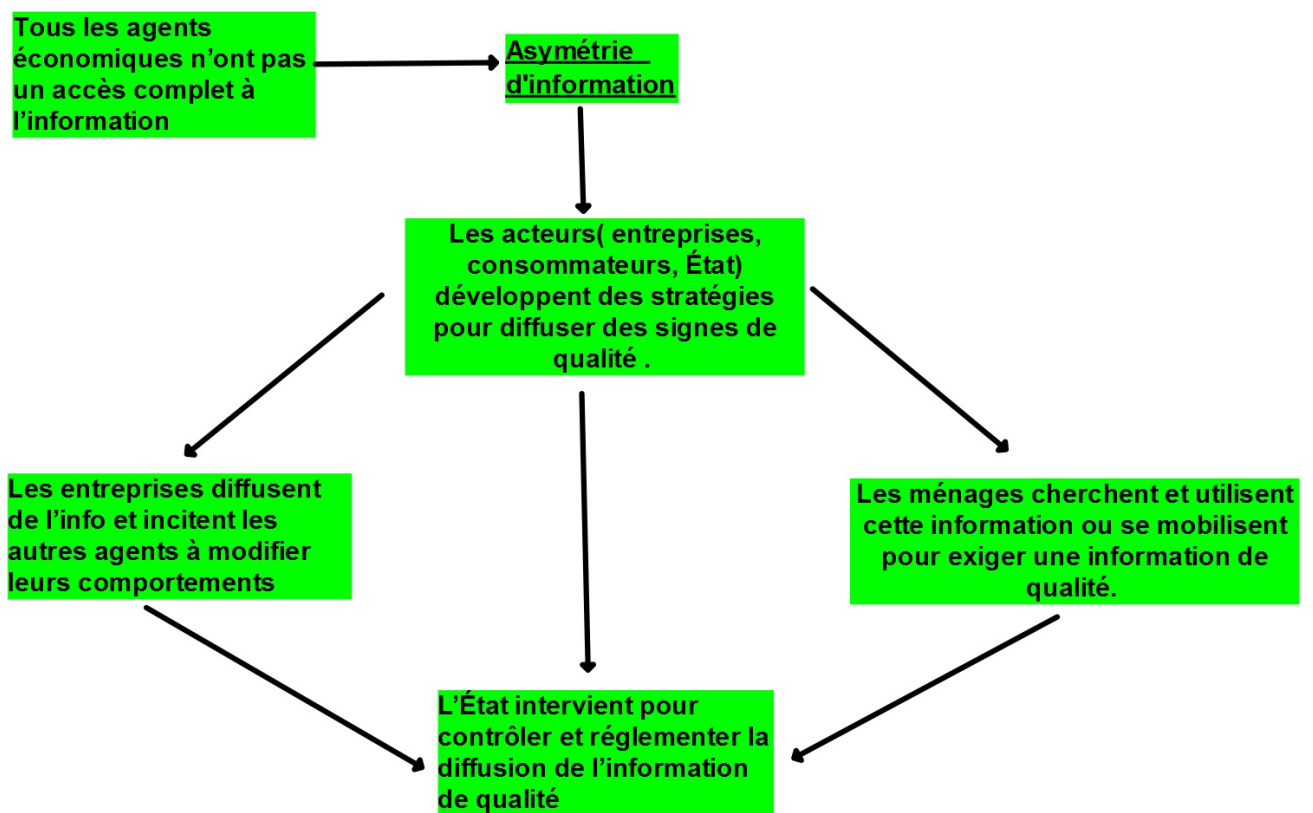 Tous les agents
économiques n’ont pas
un accès complet à
l’information
Asymétrie
d'information
Les acteurs( entreprises,
consommateurs, État)
développent des stratégies
pour diffuser des signes de
qualité .
Les entreprises diffusent
de l’info et incitent les
autres agents à modifier
leurs comportements
Les ménages cherchent et utilisent
cette information ou se mobilisent
pour exiger une information de
qualité.
L’État intervient pour
contrôler et réglementer la
diffusion de l’information
de qualité